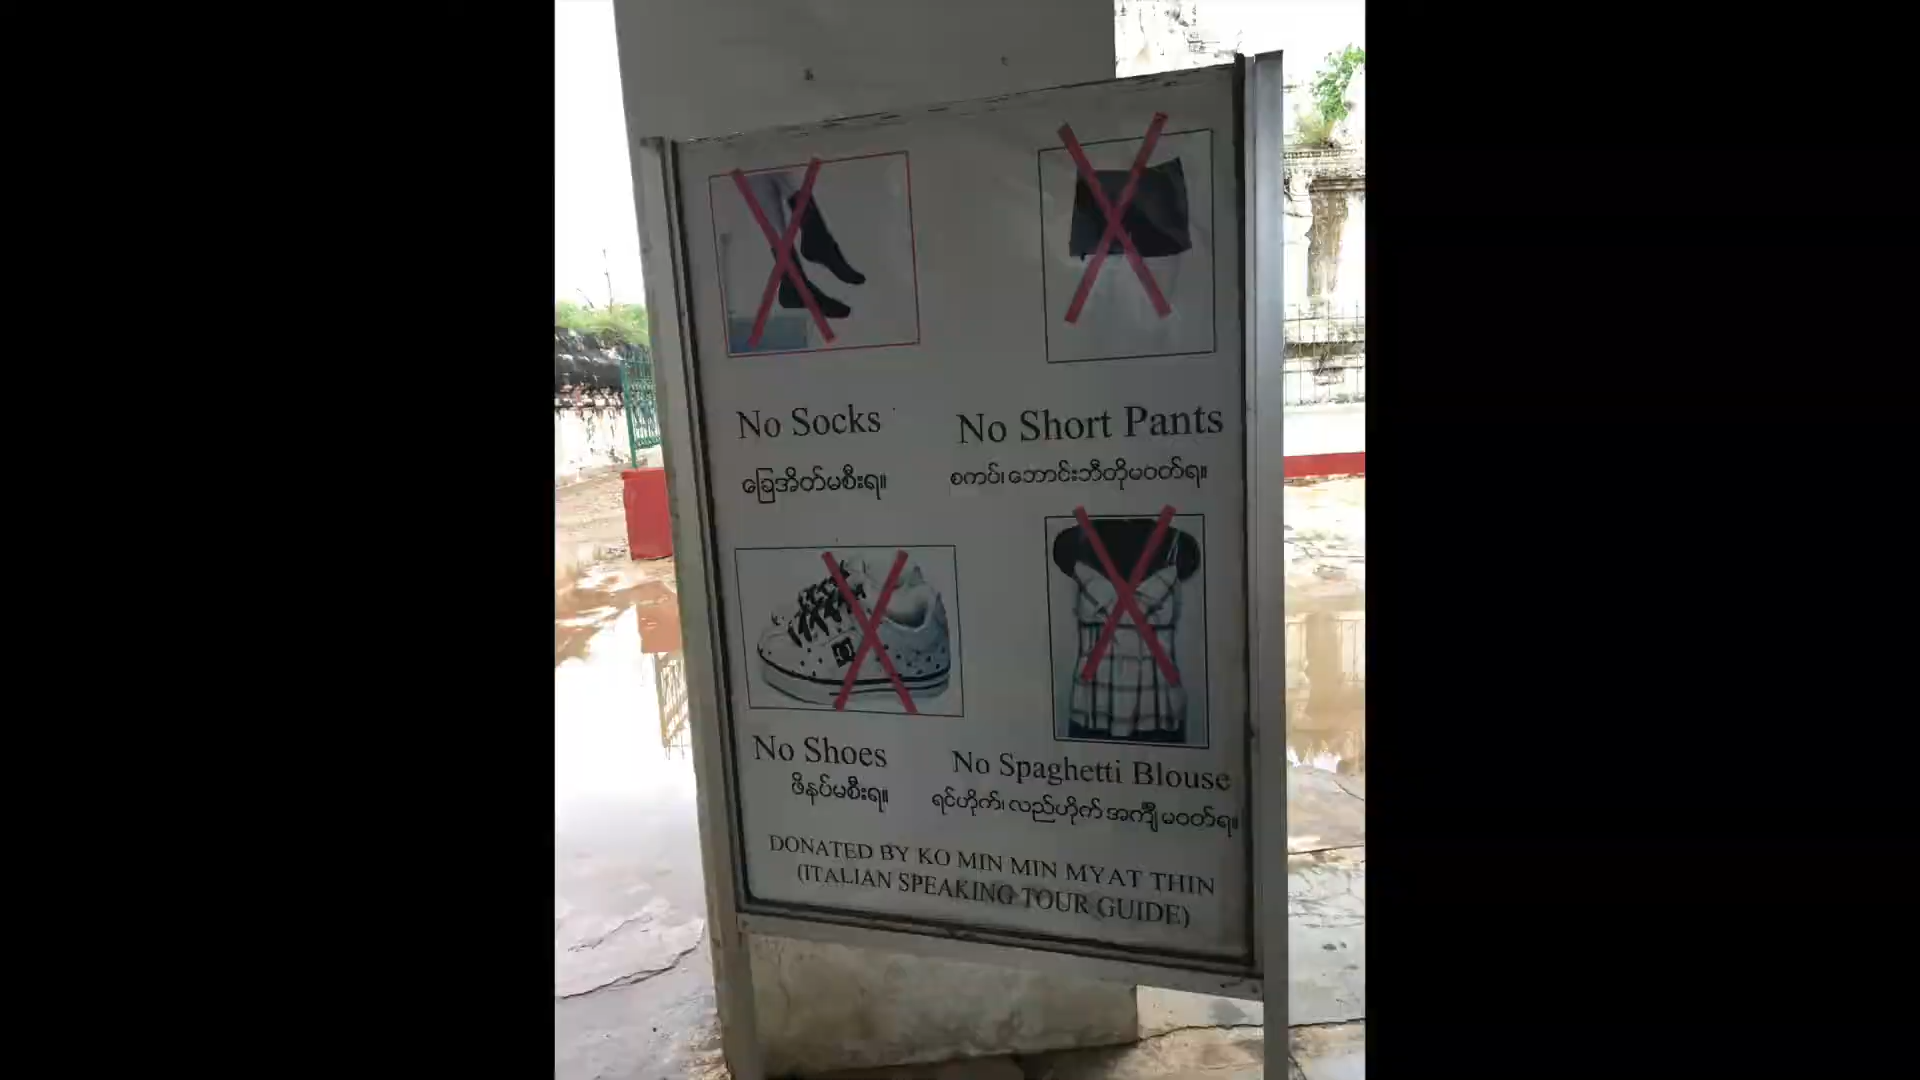 No Socks
ခြေအိတ်မစီးရ။
No Short Pants
စကပ်၊ ဘောင်းဘီတိုမဝတ်ရ။
No Shoes
ဖိနပ်မစီးရ။
No Spaghetti Blouse
ရင်ဟိုက်၊ လည်ဟိုက် အင်္ကျီ မဝတ်ရ။
DONATED BY KO MIN MIN MYAT THIN
(ITALIAN SPEAKING TOUR GUIDE)